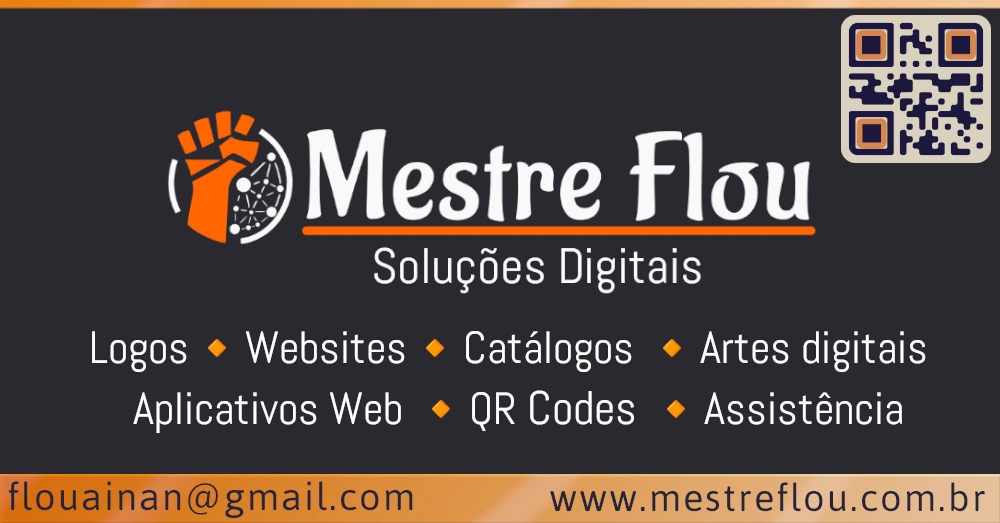 Mestre Flou
Soluções Digitais
Logos 🔸 Websites 🔸 Catálogos 🔸 Artes digitais
Aplicativos Web 🔸 QR Codes 🔸 Assistência
flouainan@gmail.com www.mestreflou.com.br